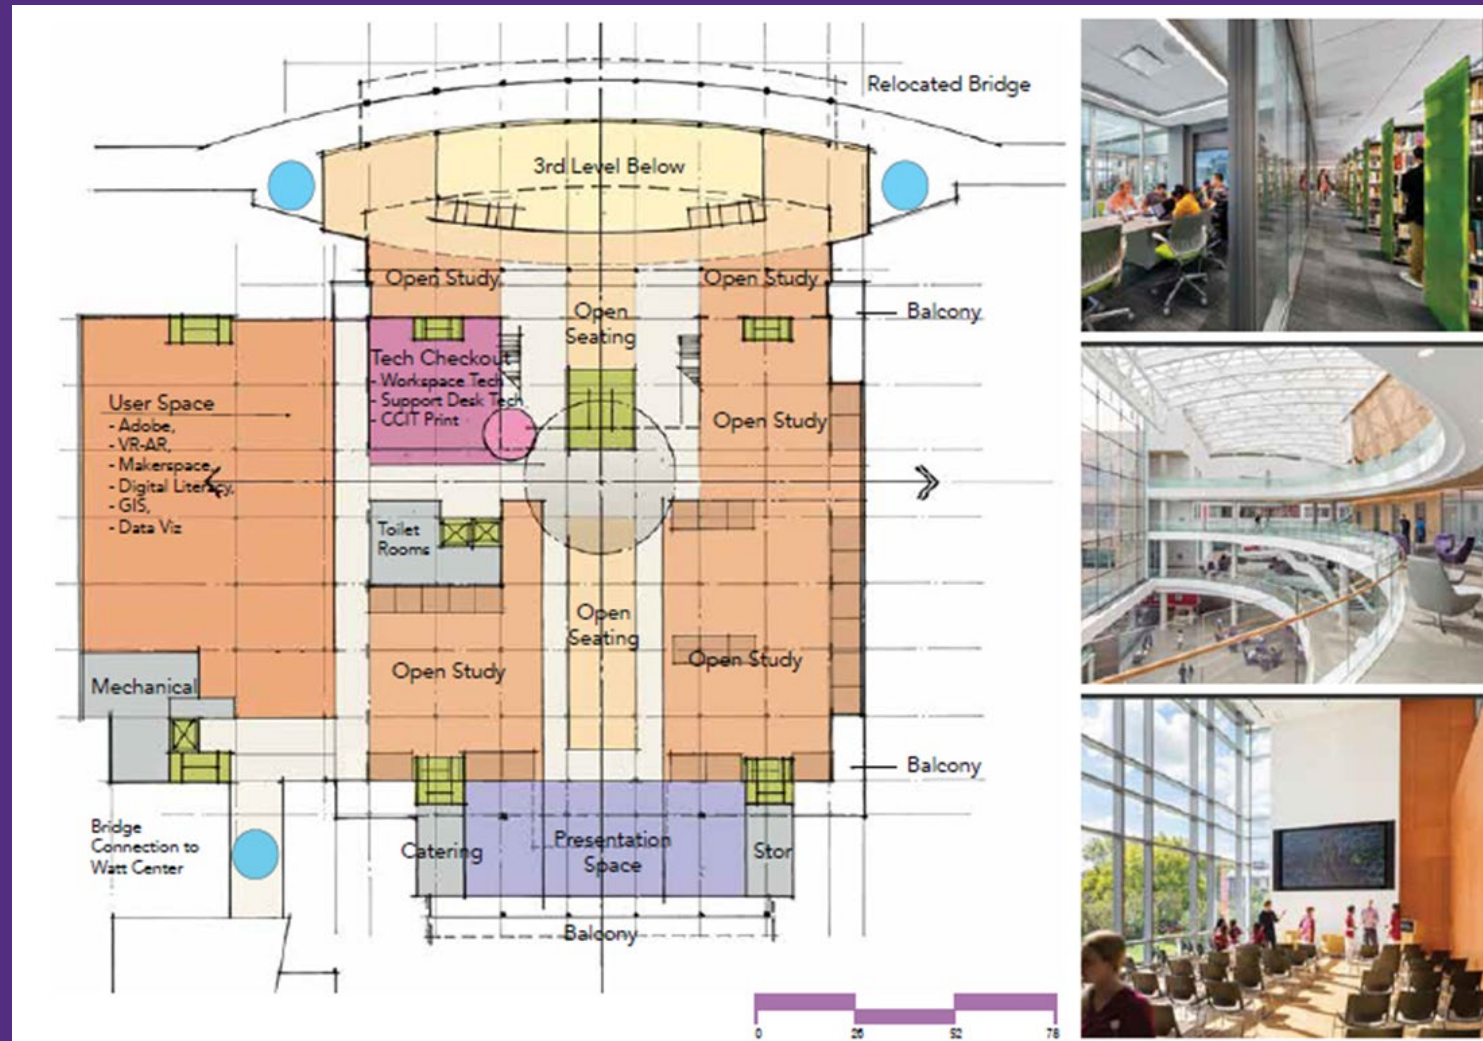 Relocated Bridge
3rd Level Below
Open Study
Open Study
Open
Seating
Balcony
Tech Checkout
- Workspace Tech
- Support Desk Tech
- CCIT Print
User Space
- Adobe,
- VR-AR,
- Makerspace,
- Digital Literacy,
- GIS,
- Data Viz
Open Study
Toilet
Rooms
Open
Seating
Open Study
Open Study
Mechanical
Balcony
Bridge
Connection to
Watt Center
Catering
Presentation
Space
Stor
Balcony
0 26 52 78